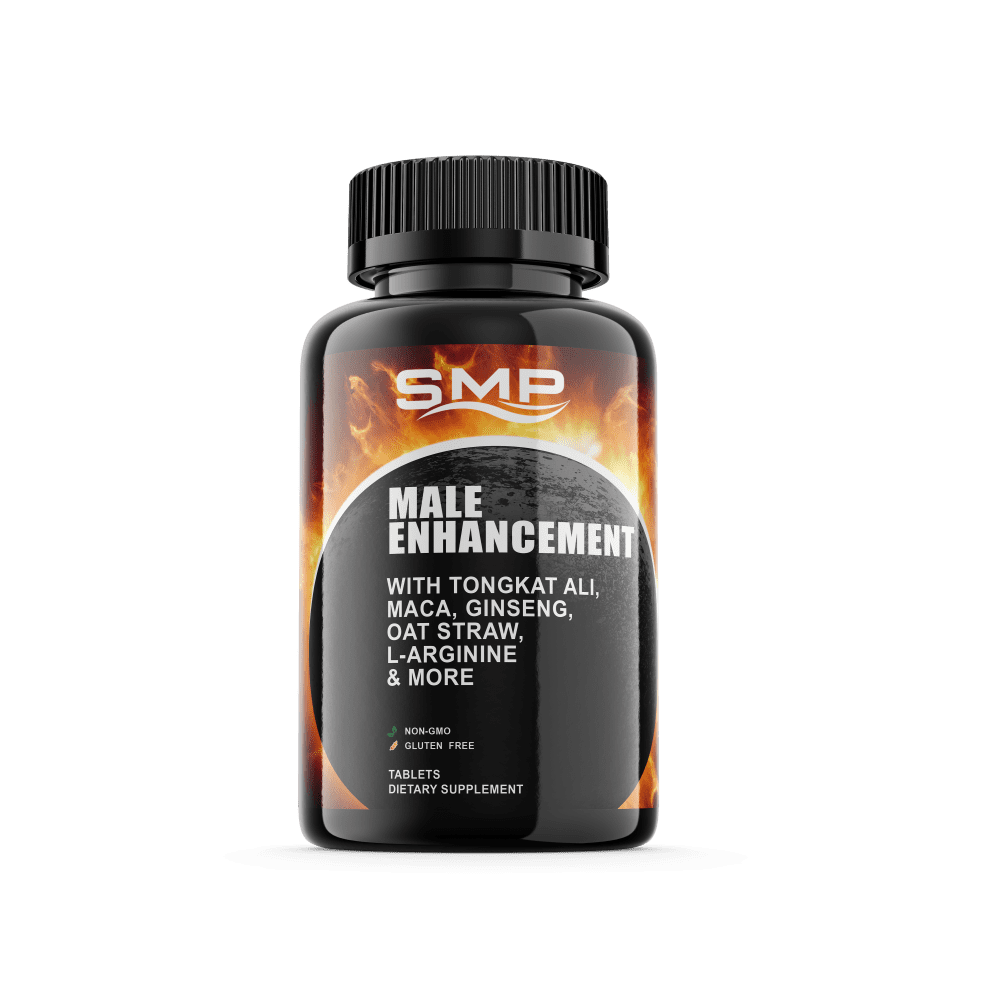 SMP
MALE
ENHANCEMENT
WITH TONGKAT ALI,
MACA, GINSENG,
OAT STRAW,
L-ARGININE
& MORE
NON-GMO
GLUTEN FREE
TABLETS
DIETARY SUPPLEMENT